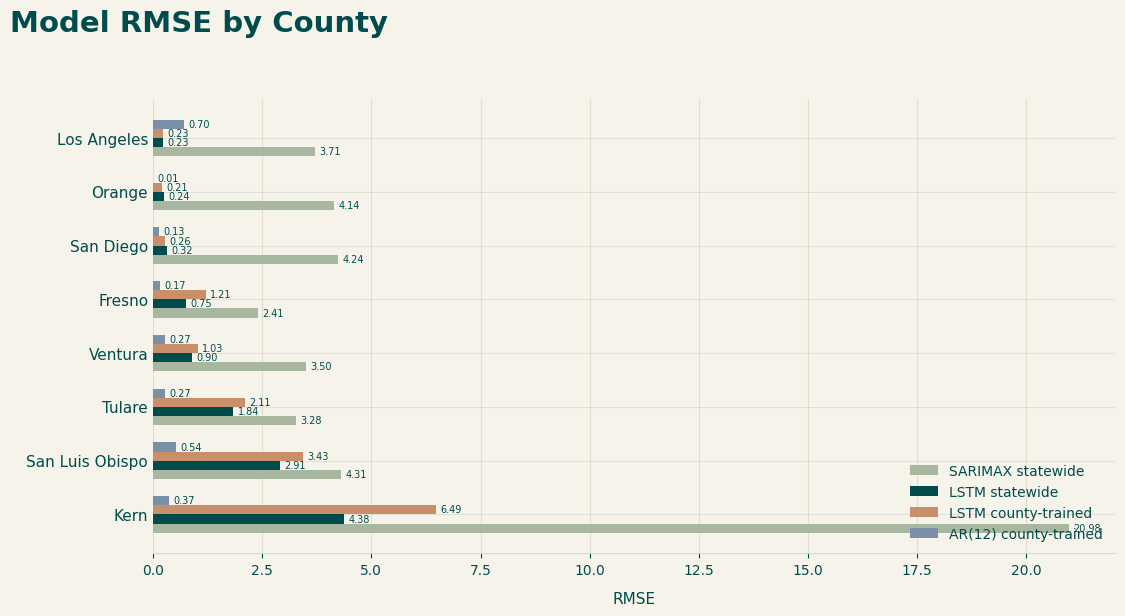 Model RMSE by County
Los Angeles
0.70
0.23
0.23
3.71
Orange
0.01
0.21
0.24
4.14
San Diego
0.13
0.26
0.32
4.24
Fresno
0.17
1.21
0.75
2.41
Ventura
0.27
1.03
0.90
3.50
Tulare
0.27
2.11
1.84
3.28
San Luis Obispo
0.54
3.43
2.91
4.31
Kern
0.37
6.49
4.38
20.98
SARIMAX statewide
LSTM statewide
LSTM county-trained
AR(12) county-trained
0.0 2.5 5.0 7.5 10.0 12.5 15.0 17.5 20.0
RMSE